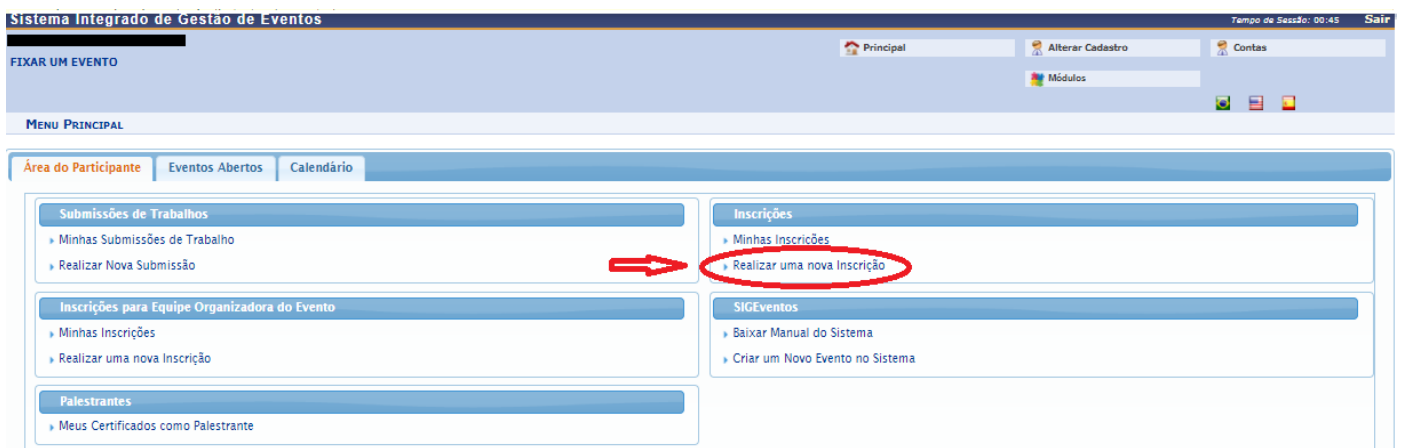 Sistema Integrado de Gestão de Eventos
Tempo de Sessão: 00:45 Sair
FIXAR UM EVENTO
Principal
Alterar Cadastro
Contas
Módulos
MENU PRINCIPAL
Área do Participante Eventos Abertos Calendário
Submissões de Trabalhos
Minhas Submissões de Trabalho
Realizar Nova Submissão
Inscrições
Minhas Inscrições
Realizar uma nova Inscrição
Inscrições para Equipe Organizadora do Evento
Minhas Inscrições
Realizar uma nova Inscrição
SIGEventos
Baixar Manual do Sistema
Criar um Novo Evento no Sistema
Palestrantes
Meus Certificados como Palestrante